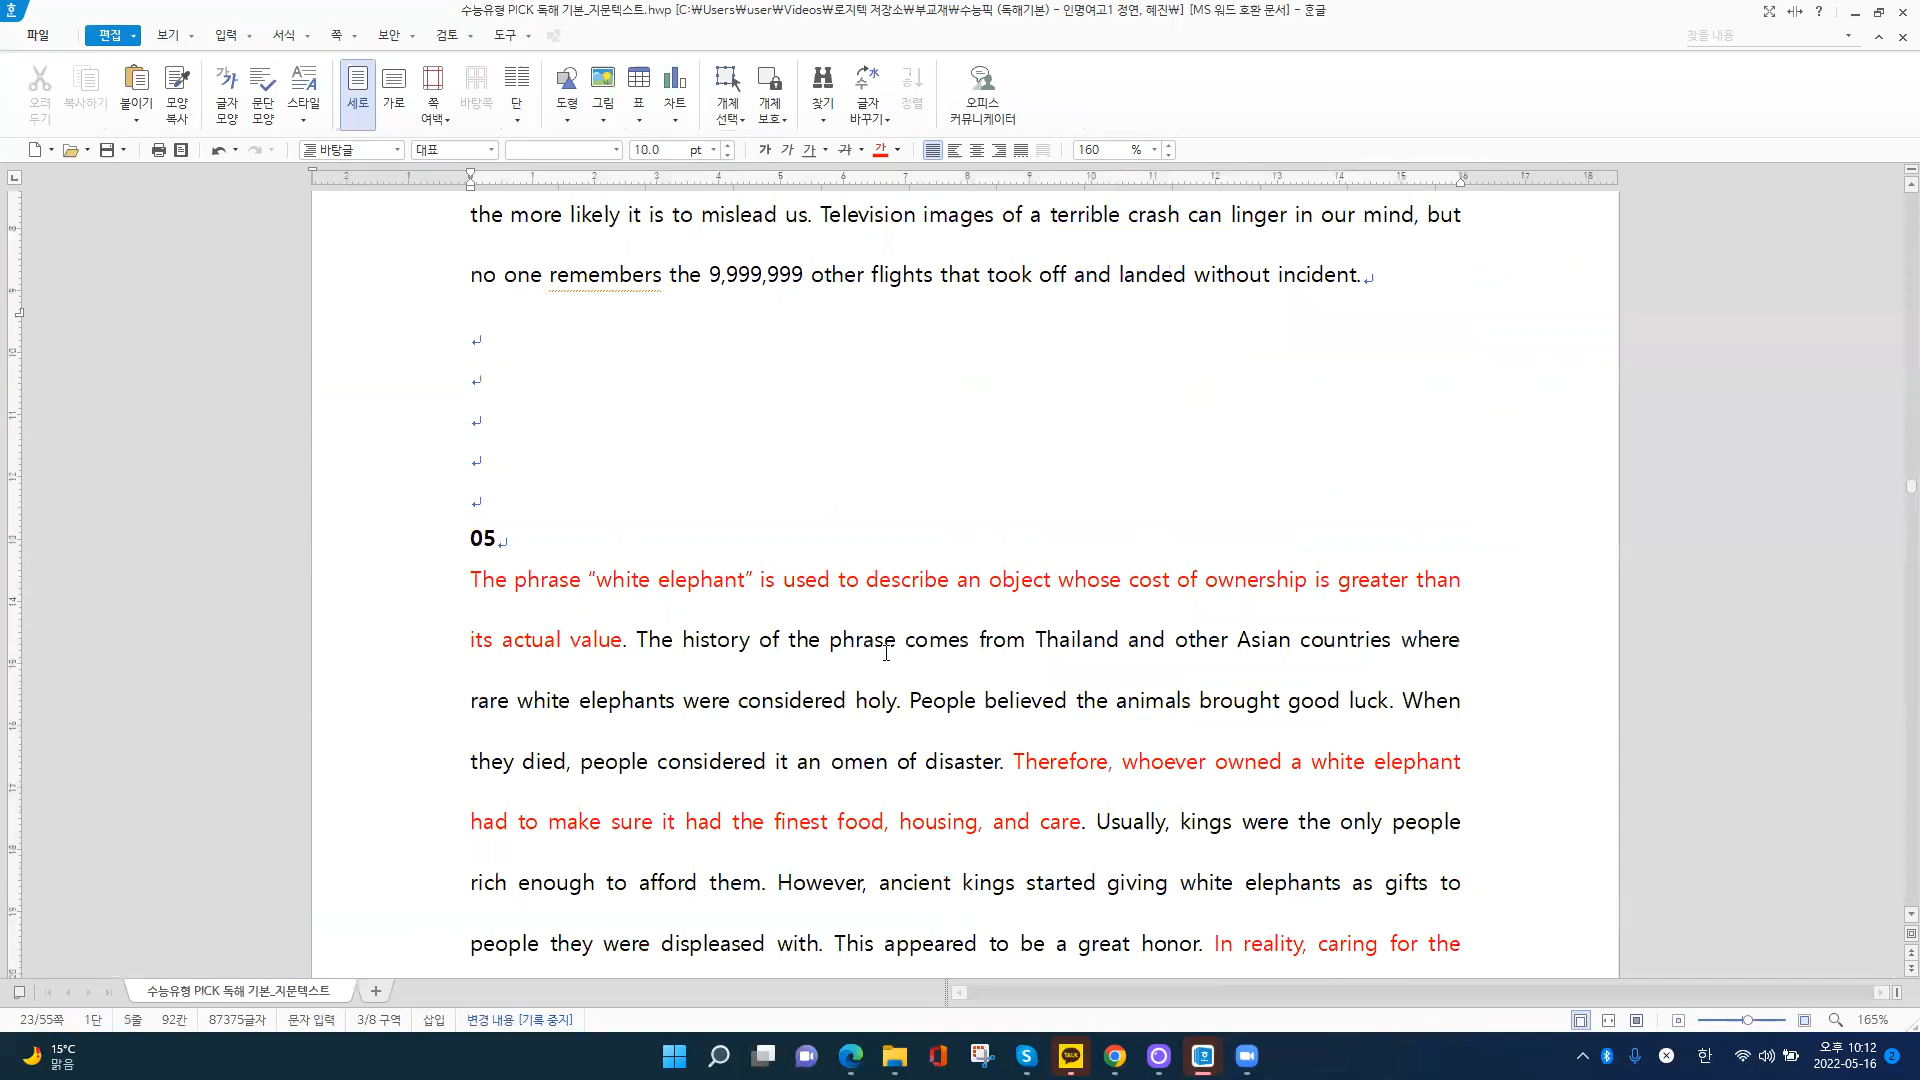 수능유형 PICK 독해 기본_지문텍스트.hwp [C:₩Users₩user₩Videos₩로지텍 저장소₩부교재₩수능픽 (독해기본) - 인명여고1 정연, 혜진₩] [MS 워드 호환 문서] - 훈글
파일 편집 보기 입력 서식 쪽 보안 검토 도구 찾을 내용
오려 두기 복사하기 붙이기 모양 복사 글자 모양 문단 모양 스타일 세로 가로 쪽 여백 바탕쪽 단 도형 그림 표 차트 개체 선택 개체 보호 찾기 글자 바꾸기 정렬 오피스 커뮤니케이터
바탕글 대표 10.0 pt 가 가 가 가 가 160 %
the more likely it is to mislead us. Television images of a terrible crash can linger in our mind, but
no one remembers the 9,999,999 other flights that took off and landed without incident.
05
The phrase “white elephant” is used to describe an object whose cost of ownership is greater than
its actual value. The history of the phrase comes from Thailand and other Asian countries where
rare white elephants were considered holy. People believed the animals brought good luck. When
they died, people considered it an omen of disaster. Therefore, whoever owned a white elephant
had to make sure it had the finest food, housing, and care. Usually, kings were the only people
rich enough to afford them. However, ancient kings started giving white elephants as gifts to
people they were displeased with. This appeared to be a great honor. In reality, caring for the
수능유형 PICK 독해 기본_지문텍스트
23/55쪽 1단 5줄 92칸 87375글자 문자 입력 3/8 구역 삽입 변경 내용 [기록 중지] 165%
15°C 맑음 TALK 한 오후 10:12 2022-05-16 2